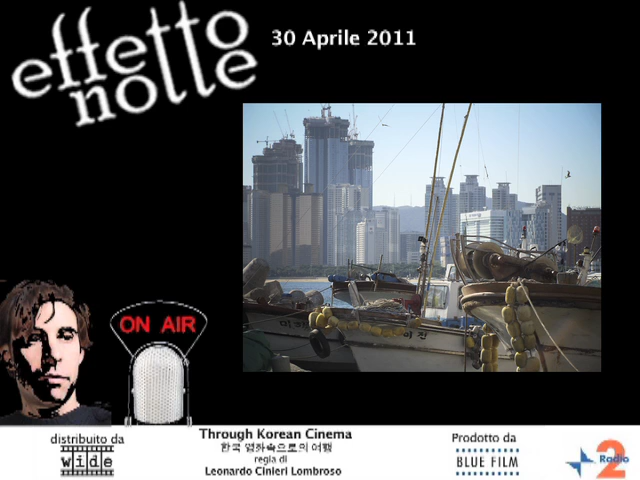 effetto
notte
30 Aprile 2011
ON AIR
distribuito da
wide
Through Korean Cinema
한국 영화속으로의 여행
regia di
Leonardo Cinieri Lombroso
Prodotto da
BLUE FILM
Radio 2